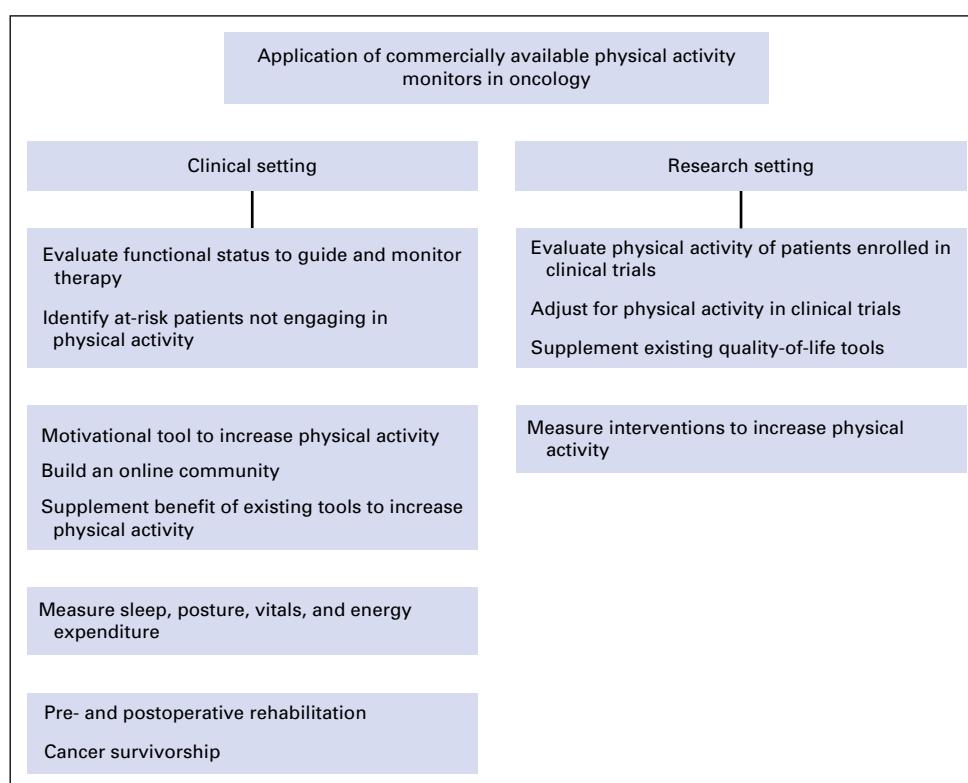 Application of commercially available physical activity
monitors in oncology
Clinical setting
Evaluate functional status to guide and monitor
therapy
Identify at-risk patients not engaging in
physical activity
Motivational tool to increase physical activity
Build an online community
Supplement benefit of existing tools to increase
physical activity
Measure sleep, posture, vitals, and energy
expenditure
Pre- and postoperative rehabilitation
Cancer survivorship
Research setting
Evaluate physical activity of patients enrolled in
clinical trials
Adjust for physical activity in clinical trials
Supplement existing quality-of-life tools
Measure interventions to increase physical
activity